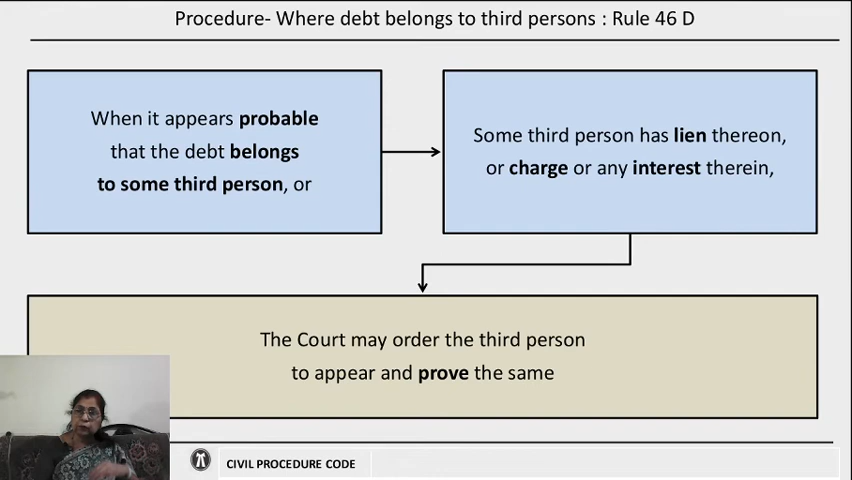 Procedure- Where debt belongs to third persons : Rule 46 D
When it appears probable
that the debt belongs
to some third person, or
Some third person has lien thereon,
or charge or any interest therein,
The Court may order the third person
to appear and prove the same
CIVIL PROCEDURE CODE